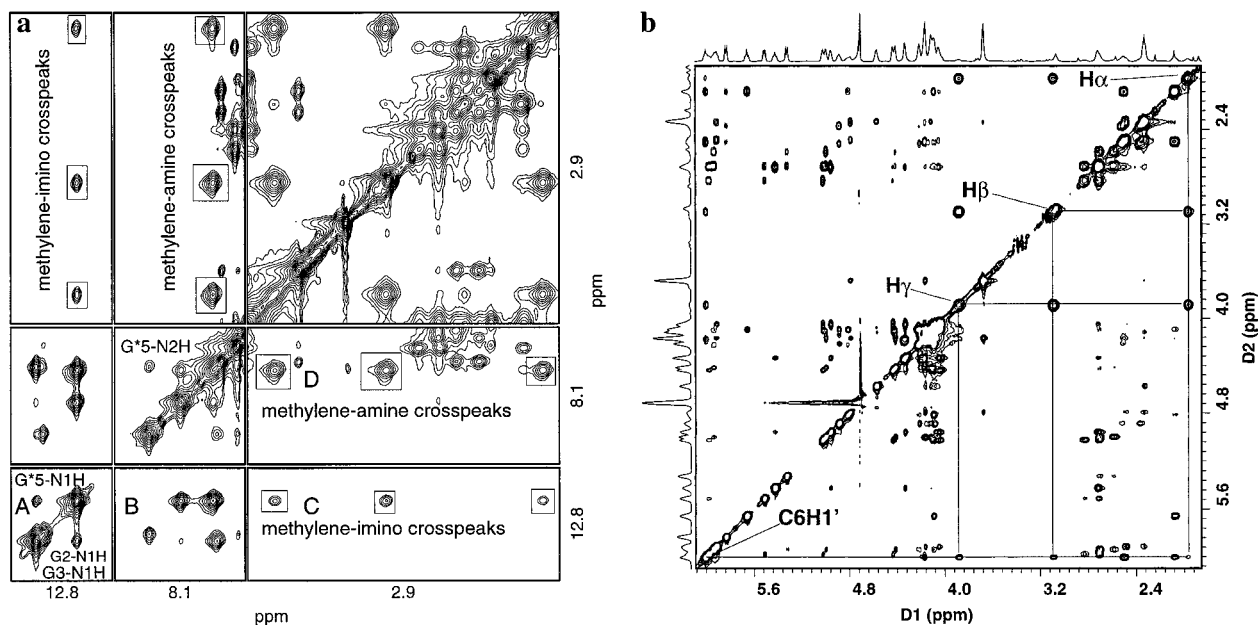 a
methylene-imino crosspeaks
methylene-amine crosspeaks
2.9
ppm
G*5-N2H
D
methylene-amine crosspeaks
8.1
G*5-N1H
A
B
C
methylene-imino crosspeaks
12.8
G2-N1H
G3-N1H
12.8
8.1
2.9
ppm
b
Hα
2.4
Hβ
3.2
Hγ
4.0
D2 (ppm)
4.8
5.6
C6H1'
5.6
4.8
4.0
3.2
2.4
D1 (ppm)